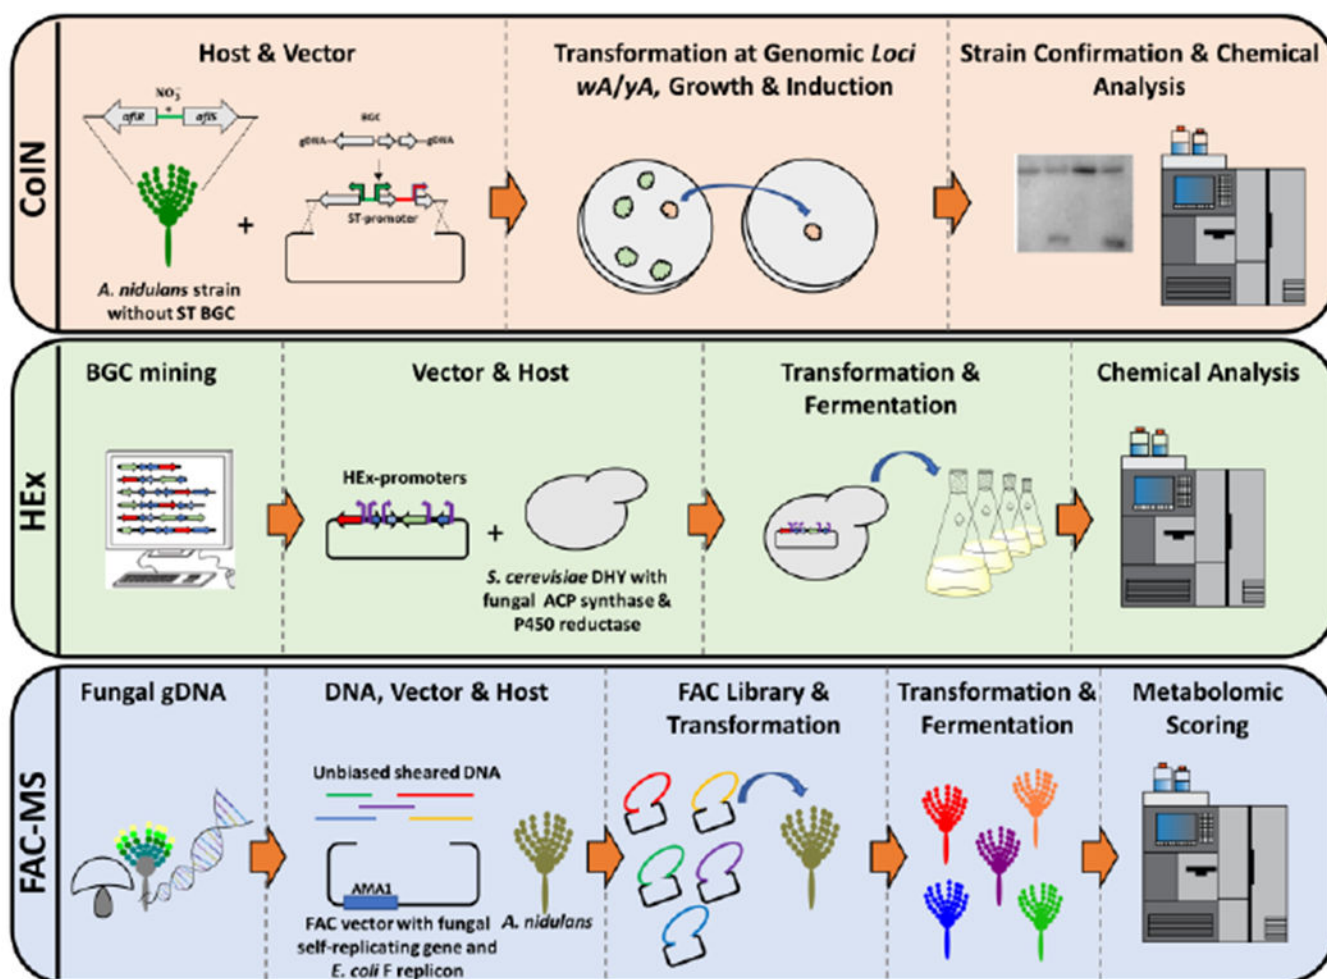 CoIN
Host & Vector
NO3-
+
aflR
aflS
A. nidulans strain
without ST BGC
+
BGC
gDNA
gDNA
ST-promoter
Transformation at Genomic Loci
wA/yA, Growth & Induction
Strain Confirmation & Chemical
Analysis
HEx
BGC mining
Vector & Host
HEx-promoters
+
S. cerevisiae DHY with
fungal ACP synthase &
P450 reductase
Transformation &
Fermentation
Chemical Analysis
FAC-MS
Fungal gDNA
DNA, Vector & Host
Unbiased sheared DNA
AMA1
FAC vector with fungal
self-replicating gene and
E. coli F replicon
A. nidulans
FAC Library &
Transformation
Transformation &
Fermentation
Metabolomic
Scoring